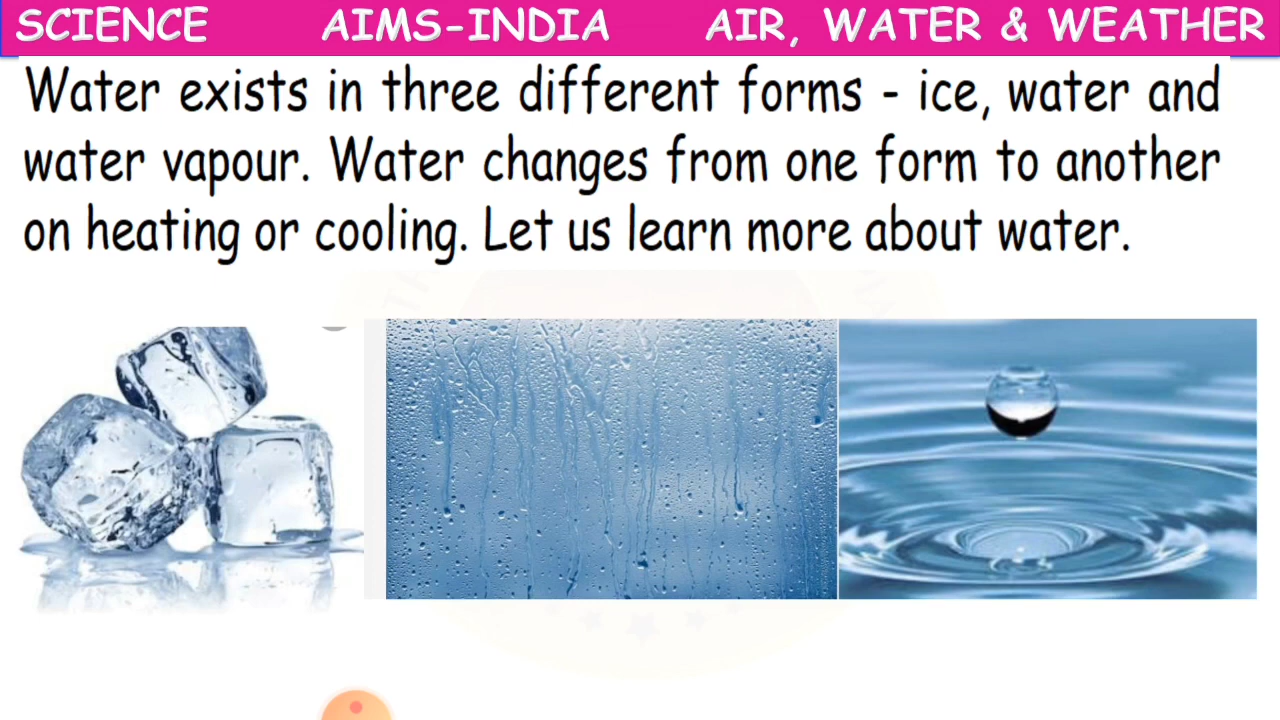 SCIENCE AIMS-INDIA AIR, WATER & WEATHER
Water exists in three different forms - ice, water and
water vapour. Water changes from one form to another
on heating or cooling. Let us learn more about water.